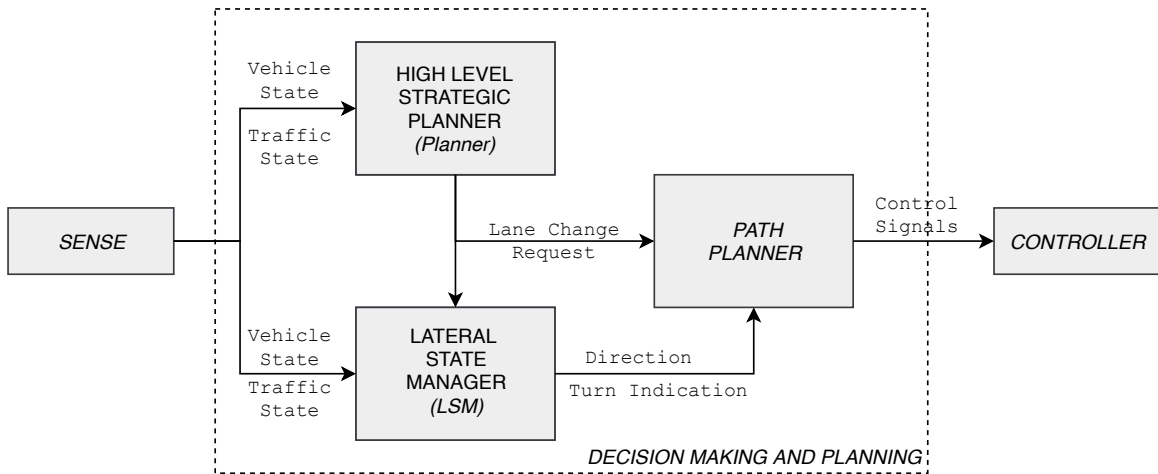 Vehicle
State
Traffic
State
HIGH LEVEL
STRATEGIC
PLANNER
(Planner)
SENSE
Lane Change
Request
PATH
PLANNER
Control
Signals
CONTROLLER
Vehicle
State
Traffic
State
LATERAL
STATE
MANAGER
(LSM)
Direction
Turn Indication
DECISION MAKING AND PLANNING